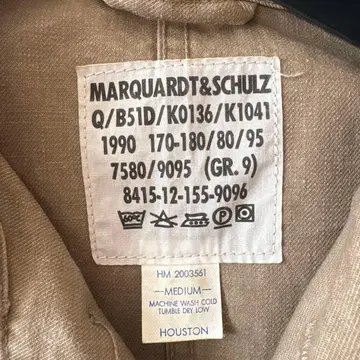 MARQUARDT&SCHULZ
Q/B51D/K0136/K1041
1990 170-180/80/95
7580/9095 (GR. 9)
8415-12-155-9096
HM 2003561
—MEDIUM—
MACHINE WASH COLD
TUMBLE DRY LOW
HOUSTON